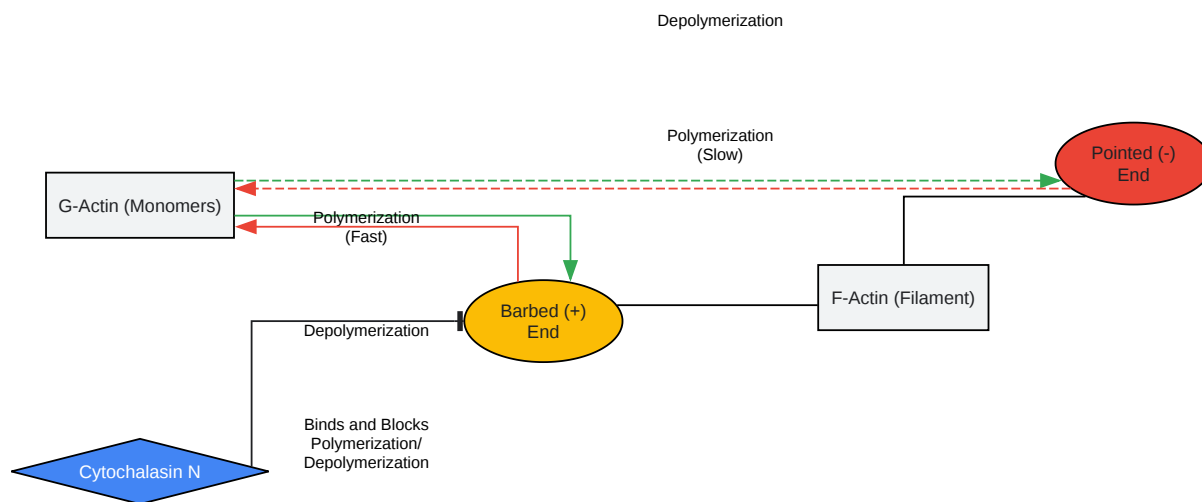 Depolymerization
Polymerization
(Slow)
Pointed (-)
End
G-Actin (Monomers)
Polymerization
(Fast)
F-Actin (Filament)
Barbed (+)
End
Depolymerization
Binds and Blocks
Polymerization/
Depolymerization
Cytochalasin N